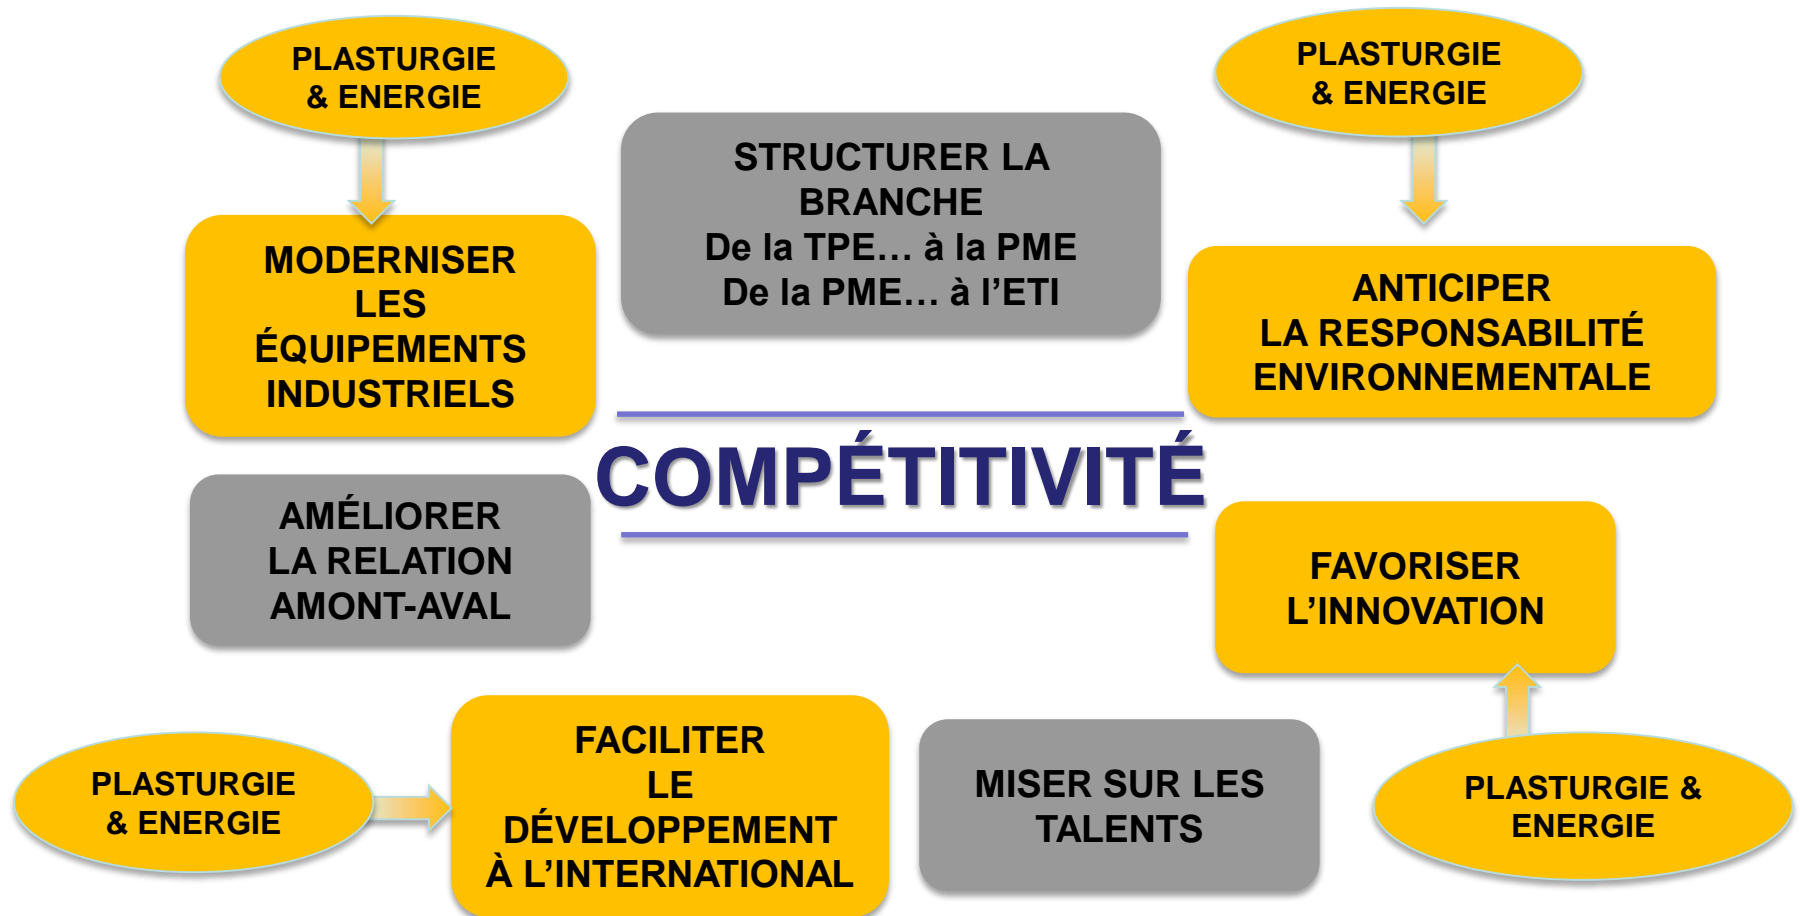 PLASTURGIE
& ENERGIE
PLASTURGIE
& ENERGIE
STRUCTURER LA
BRANCHE
De la TPE… à la PME
De la PME… à l’ETI
MODERNISER
LES
ÉQUIPEMENTS
INDUSTRIELS
ANTICIPER
LA RESPONSABILITÉ
ENVIRONNEMENTALE
COMPÉTITIVITÉ
AMÉLIORER
LA RELATION
AMONT-AVAL
FAVORISER
L’INNOVATION
PLASTURGIE
& ENERGIE
FACILITER
LE
DÉVELOPPEMENT
À L’INTERNATIONAL
MISER SUR LES
TALENTS
PLASTURGIE &
ENERGIE